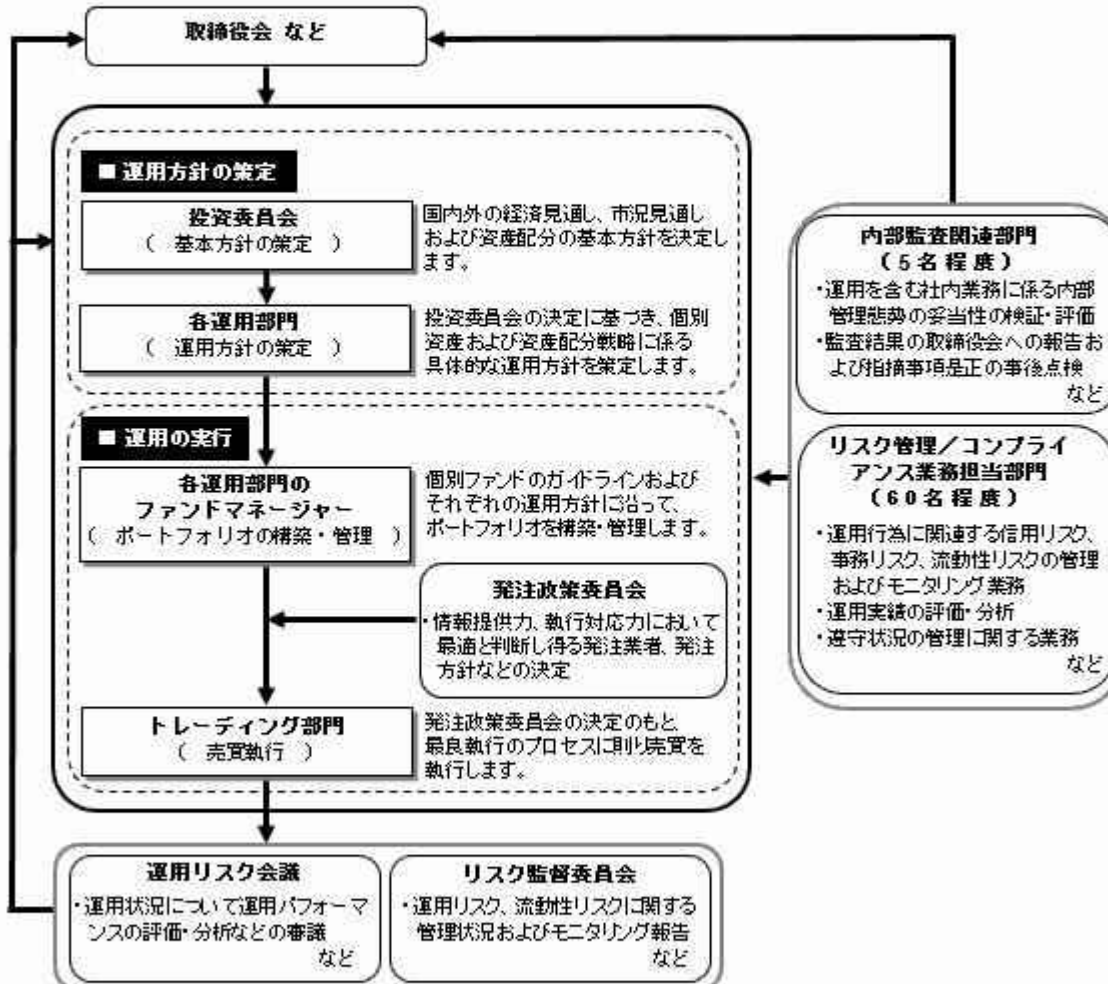 取締役会 など
■ 運用方針の策定
投資委員会
( 基本方針の策定 )
国内外の経済見通し、市況見通し
および資産配分の基本方針を決定し
ます。
各運用部門
( 運用方針の策定 )
投資委員会の決定に基づき、個別
資産および資産配分戦略に係る
具体的な運用方針を策定します。
■ 運用の実行
各運用部門の
ファンドマネージャー
( ポートフォリオの構築・管理 )
個別ファンドのガイドラインおよび
それぞれの運用方針に沿って、
ポートフォリオを構築・管理します。
発注政策委員会
・情報提供力、執行対応力において
最適と判断し得る発注業者、発注
方針などの決定
トレーディング部門
( 売買執行 )
発注政策委員会の決定のもと、
最良執行のプロセスに則り売買を
執行します。
運用リスク会議
・運用状況について運用パフォーマ
ンスの評価・分析などの審議
など
リスク監督委員会
・運用リスク、流動性リスクに関する
管理状況およびモニタリング報告
など
内部監査関連部門
(5名程度)
・運用を含む社内業務に係る内部
管理態勢の妥当性の検証・評価
・監査結果の取締役会への報告お
よび指摘事項是正の事後点検
など
リスク管理/コンプライ
アンス業務担当部門
(60名程度)
・運用行為に関連する信用リスク、
事務リスク、流動性リスクの管理
およびモニタリング業務
・運用実績の評価・分析
・遵守状況の管理に関する業務
など